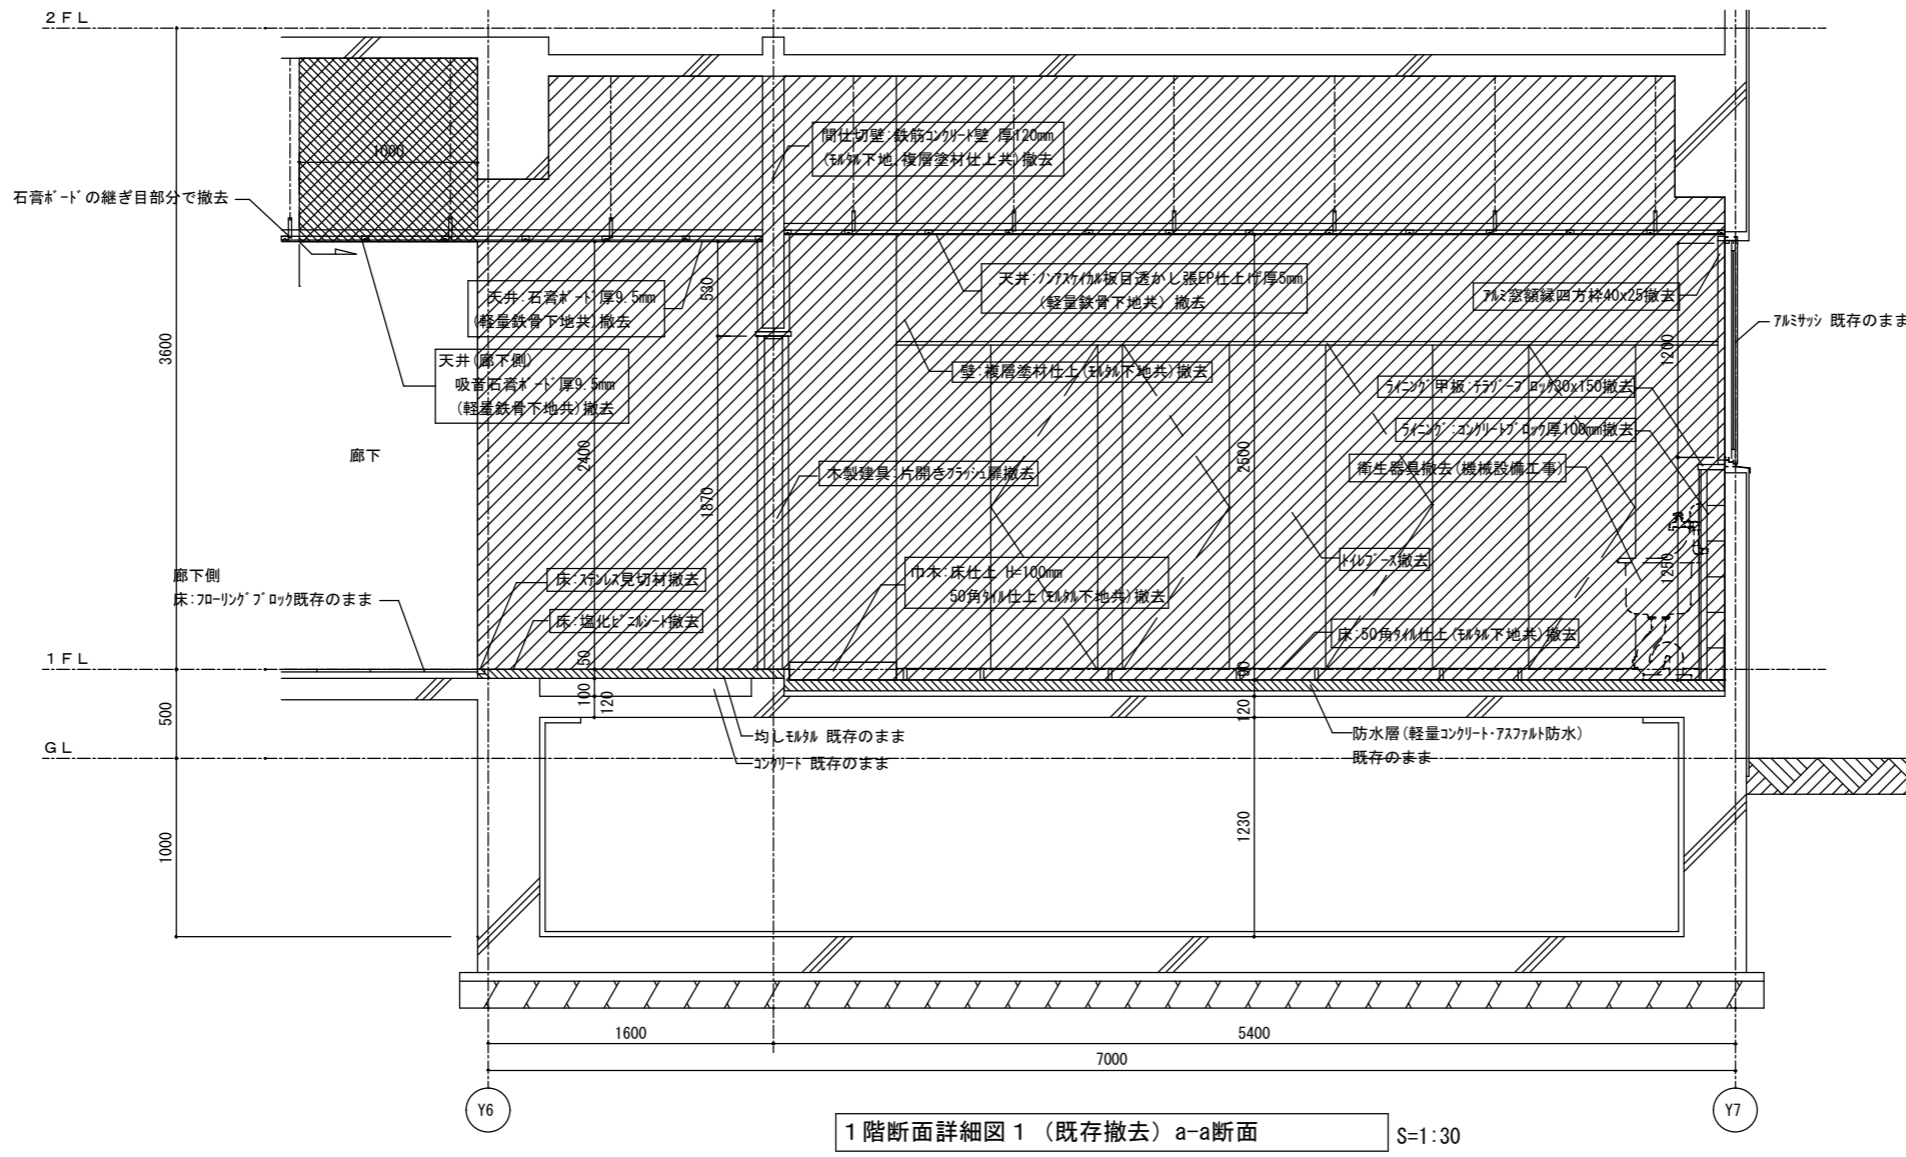 ２ＦＬ
間仕切壁:鉄筋ｺﾝｸﾘｰﾄ壁 厚120mm
(ﾓﾙﾀﾙ下地、複層塗材仕上共)撤去
1000
石膏ﾎﾞｰﾄﾞの継ぎ目部分で撤去
天井:石膏ﾎﾞｰﾄﾞ厚9.5mm
(軽量鉄骨下地共)撤去
530
天井:ﾉﾝｱｽｹｲｶﾙ板目透かし張EP仕上げ厚5mm
(軽量鉄骨下地共) 撤去
ｱﾙﾐ窓額縁四方枠40x25撤去
ｱﾙﾐｻｯｼ 既存のまま
3600
1200
天井(廊下側)
吸音石膏ﾎﾞｰﾄﾞ厚9.5mm
(軽量鉄骨下地共)撤去
壁:複層塗材仕上(ﾓﾙﾀﾙ下地共)撤去
ﾗｲﾆﾝｸﾞ甲板:ﾃﾗｿﾞｰﾌﾞﾛｯｸ30x150撤去
ﾗｲﾆﾝｸﾞ:ｺﾝｸﾘｰﾄﾌﾞﾛｯｸ厚100mm撤去
廊下
2400
2500
木製建具:片開きﾌﾗｯｼｭ扉撤去
衛生器具撤去(機械設備工事)
1870
ﾄｲﾚﾌﾞｰｽ撤去
1250
廊下側
床:ﾌﾛｰﾘﾝｸﾞﾌﾞﾛｯｸ既存のまま
床:ｽﾃﾝﾚｽ見切材撤去
床:塩化ﾋﾞﾆﾙｼｰﾄ撤去
巾木:床仕上 H=100mm
50角ﾀｲﾙ仕上(ﾓﾙﾀﾙ下地共)撤去
床:50角ﾀｲﾙ仕上(ﾓﾙﾀﾙ下地共)撤去
１ＦＬ
50
100
120
120
500
均しﾓﾙﾀﾙ 既存のまま
ｺﾝｸﾘｰﾄ 既存のまま
防水層(軽量ｺﾝｸﾘｰﾄ･ｱｽﾌｧﾙﾄ防水)
既存のまま
ＧＬ
1000
1230
1600
5400
7000
Y6
Y7
１階断面詳細図１（既存撤去）a-a断面
S=1:30